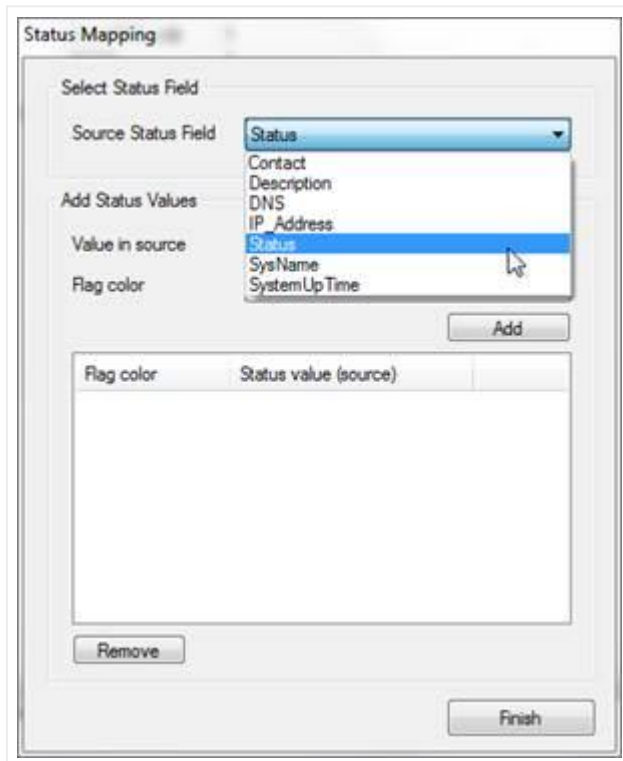 Status Mapping
Select Status Field
Source Status Field Status
Contact
Description
Add Status Values DNS
IP_Address
Value in source Status
SysName
Flag color SystemUpTime
Add
Flag color Status value (source)
Remove
Finish